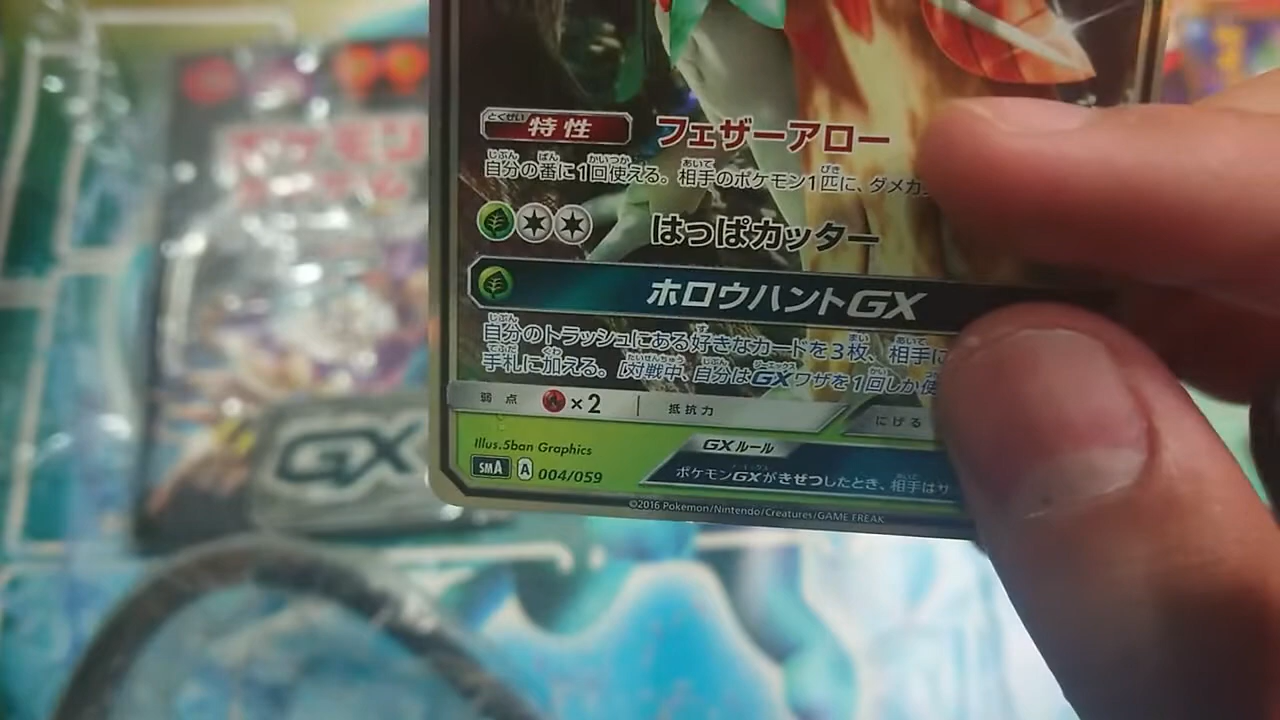 ポケモン
GX
特性
とくせい
フェザーアロー
自分の番に1回使える。相手のポケモン1匹に、ダメカ
はっぱカッター
ホロウハントGX
自分のトラッシュにある好きなカードを3枚、相手に
手札に加える。[対戦中、自分はGXワザを1回しか使
弱点 ×2 抵抗力
にげる
Illus.5ban Graphics
GXルール
SMA A 004/059
ポケモンGXがきぜつしたとき、相手はサ
©2016 Pokémon/Nintendo/Creatures/GAME FREAK